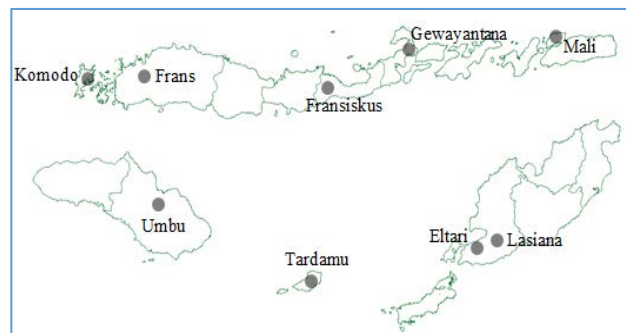 Gewayantana
Mali
Komodo
Frans
Fransiskus
Umbu
Eltari
Lasiana
Tardamu